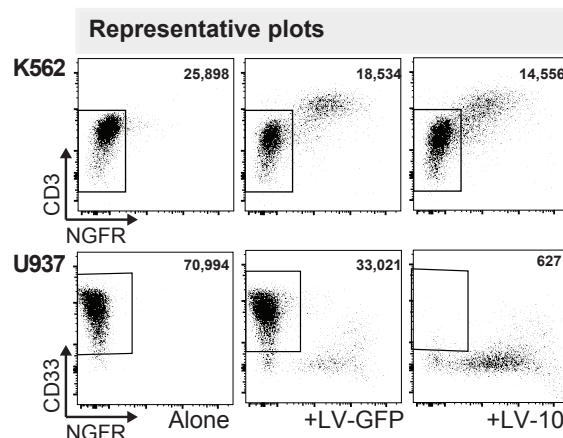 Representative plots
K562
25,898
18,534
14,556
CD3
NGFR
U937
70,994
33,021
627
CD33
NGFR
Alone
+LV-GFP
+LV-10